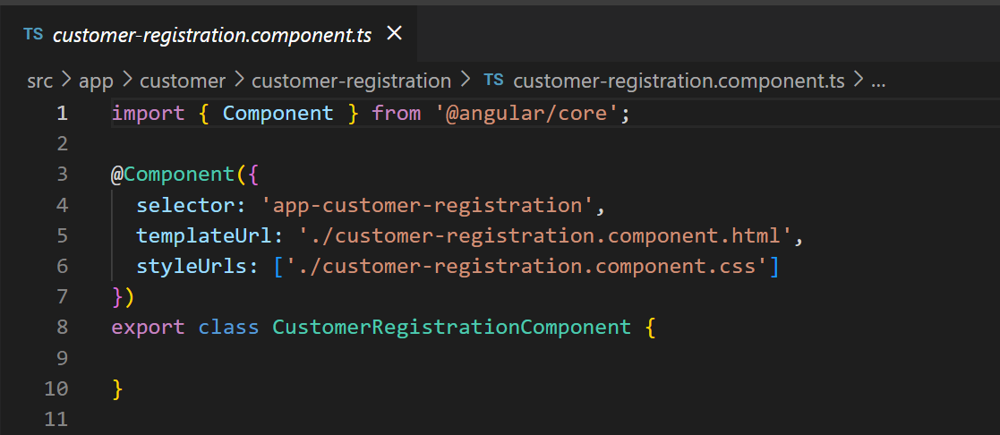 TS customer-registration.component.ts ×
src > app > customer > customer-registration > TS customer-registration.component.ts > ...
1 import { Component } from '@angular/core';
2
3 @Component({
4   selector: 'app-customer-registration',
5   templateUrl: './customer-registration.component.html',
6   styleUrls: ['./customer-registration.component.css']
7 })
8 export class CustomerRegistrationComponent {
9
10 }
11